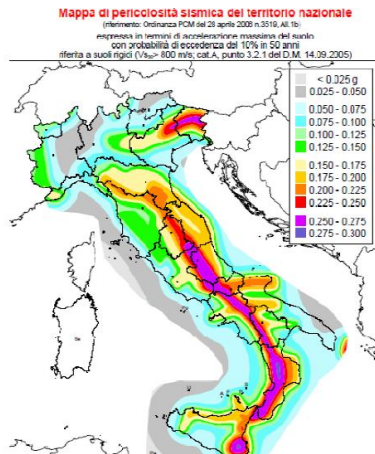 Mappa di pericolosità sismica del territorio nazionale
(riferimento: Ordinanza PCM del 28 aprile 2006 n.3519, All.1b)
espressa in termini di accelerazione massima del suolo
con probabilità di eccedenza del 10% in 50 anni
riferita a suoli rigidi (Vs₃₀> 800 m/s; cat.A, punto 3.2.1 del D.M. 14.09.2005)
< 0.025 g
0.025 - 0.050
0.050 - 0.075
0.075 - 0.100
0.100 - 0.125
0.125 - 0.150
0.150 - 0.175
0.175 - 0.200
0.200 - 0.225
0.225 - 0.250
0.250 - 0.275
0.275 - 0.300